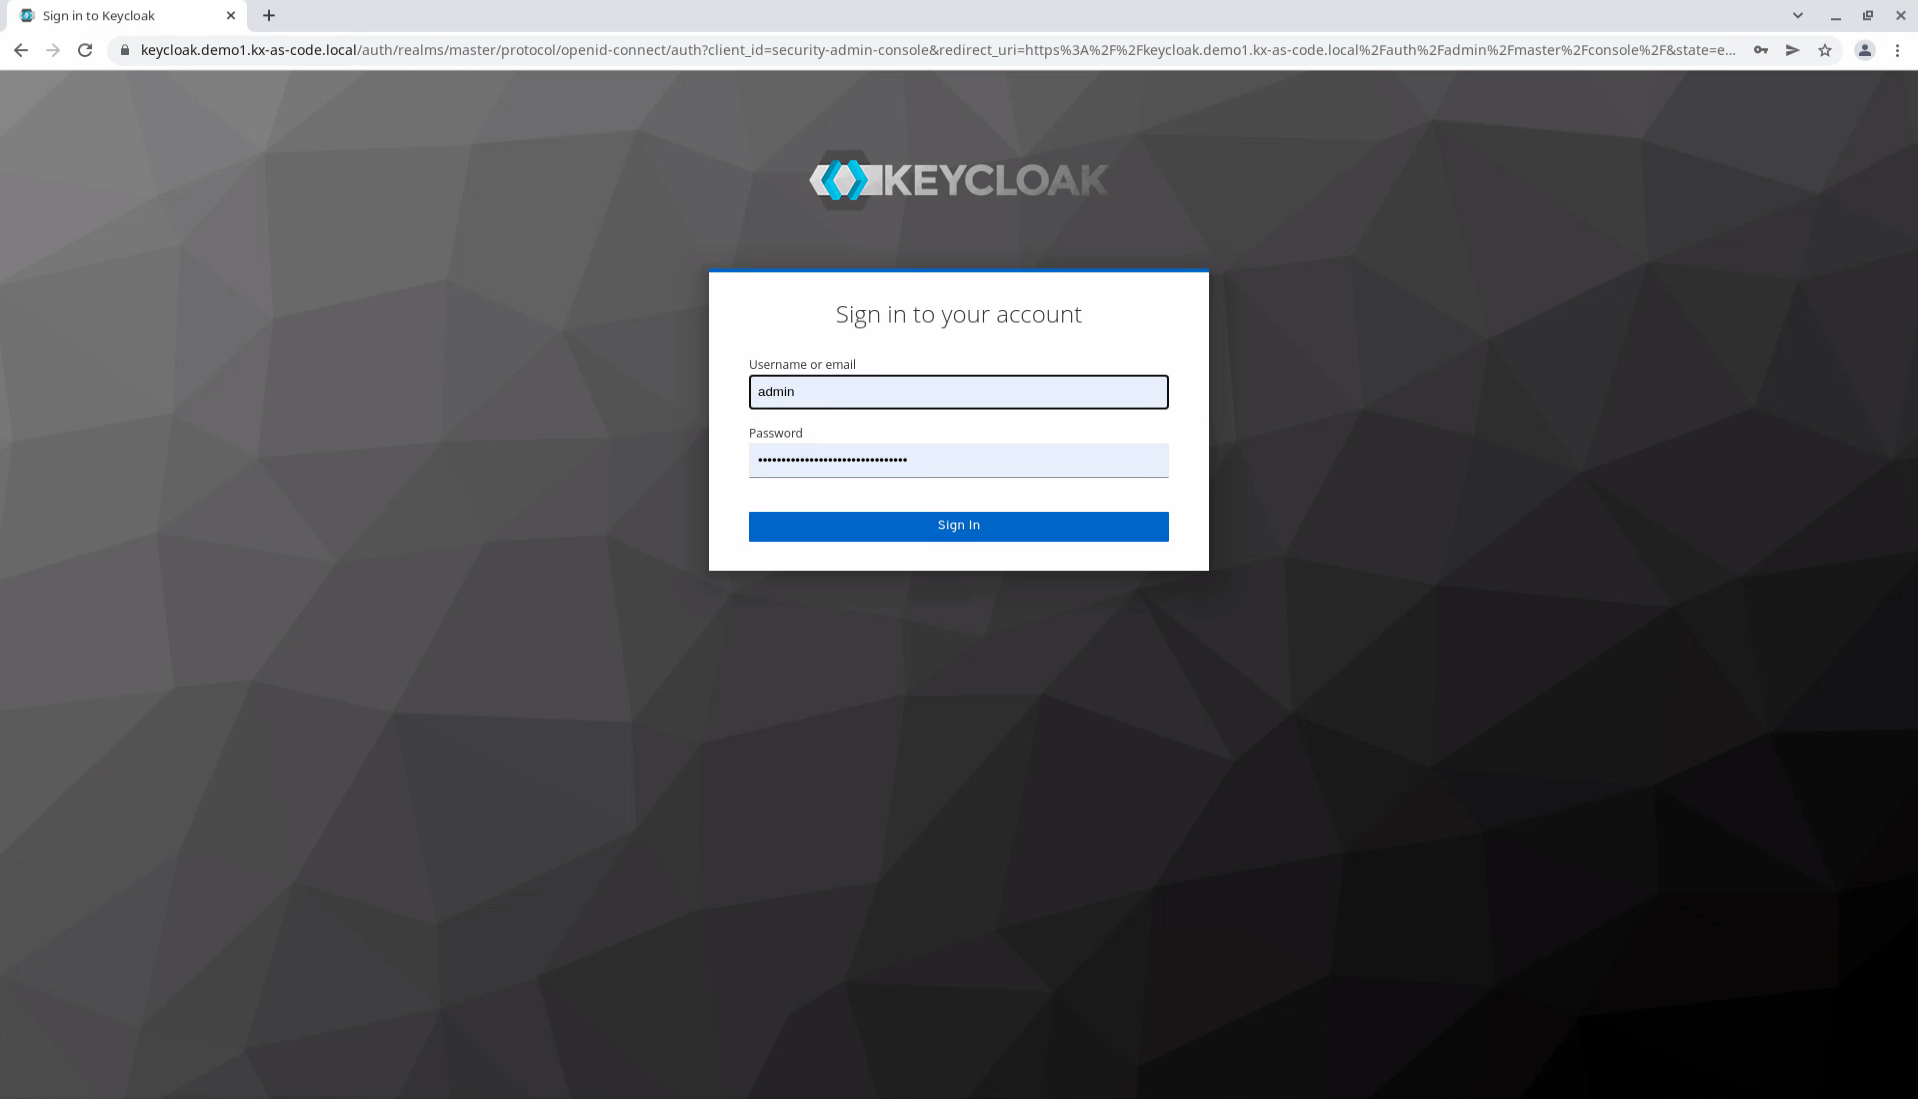 Sign in to Keycloak
keycloak.demo1.kx-as-code.local/auth/realms/master/protocol/openid-connect/auth?client_id=security-admin-console&redirect_uri=https%3A%2F%2Fkeycloak.demo1.kx-as-code.local%2Fauth%2Fadmin%2Fmaster%2Fconsole%2F&state=e...
KEYCLOAK
Sign in to your account
Username or email
admin
Password
••••••••••••••••••••••••••••••••
Sign In